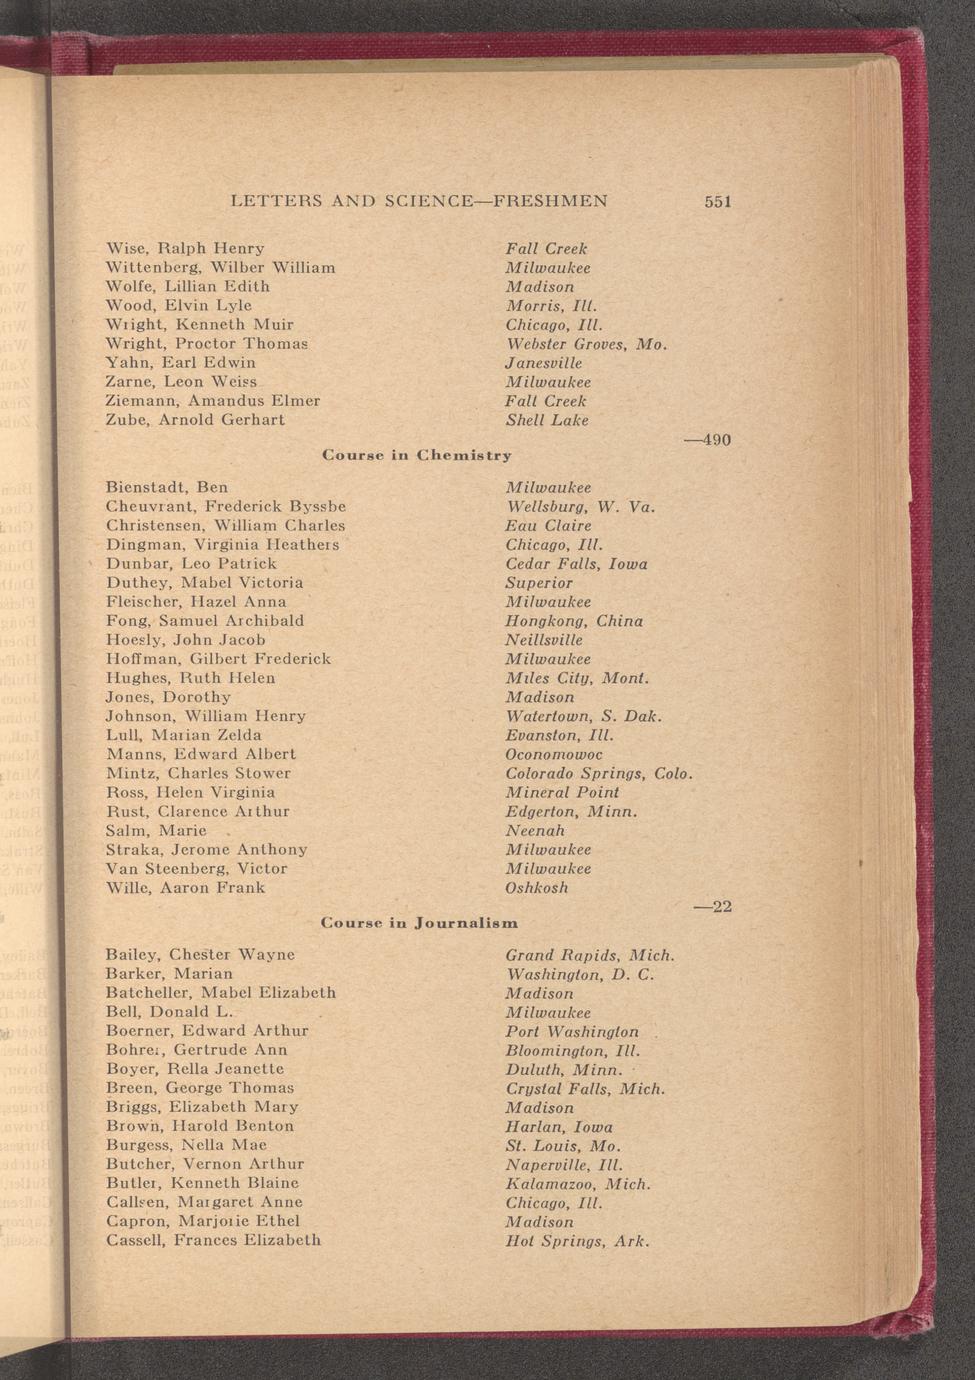 LETTERS AND SCIENCE—FRESHMEN 551
Wise, Ralph Henry Fall Creek
Wittenberg, Wilber William Milwaukee
Wolfe, Lillian Edith Madison
Wood, Elvin Lyle Morris, Ill.
Wright, Kenneth Muir Chicago, Ill.
Wright, Proctor Thomas Webster Groves, Mo.
Yahn, Earl Edwin Janesville
Zarne, Leon Weiss Milwaukee
Ziemann, Amandus Elmer Fall Creek
Zube, Arnold Gerhart Shell Lake
—490
Course in Chemistry
Bienstadt, Ben Milwaukee
Cheuvrant, Frederick Byssbe Wellsburg, W. Va.
Christensen, William Charles Eau Claire
Dingman, Virginia Heathers Chicago, Ill.
Dunbar, Leo Patrick Cedar Falls, Iowa
Duthey, Mabel Victoria Superior
Fleischer, Hazel Anna Milwaukee
Fong, Samuel Archibald Hongkong, China
Hoesly, John Jacob Neillsville
Hoffman, Gilbert Frederick Milwaukee
Hughes, Ruth Helen Miles City, Mont.
Jones, Dorothy Madison
Johnson, William Henry Watertown, S. Dak.
Lull, Marian Zelda Evanston, Ill.
Manns, Edward Albert Oconomowoc
Mintz, Charles Stower Colorado Springs, Colo.
Ross, Helen Virginia Mineral Point
Rust, Clarence Arthur Edgerton, Minn.
Salm, Marie Neenah
Straka, Jerome Anthony Milwaukee
Van Steenberg, Victor Milwaukee
Wille, Aaron Frank Oshkosh
—22
Course in Journalism
Bailey, Chester Wayne Grand Rapids, Mich.
Barker, Marian Washington, D. C.
Batcheller, Mabel Elizabeth Madison
Bell, Donald L. Milwaukee
Boerner, Edward Arthur Port Washington
Bohrer, Gertrude Ann Bloomington, Ill.
Boyer, Rella Jeanette Duluth, Minn.
Breen, George Thomas Crystal Falls, Mich.
Briggs, Elizabeth Mary Madison
Brown, Harold Benton Harlan, Iowa
Burgess, Nella Mae St. Louis, Mo.
Butcher, Vernon Arthur Naperville, Ill.
Butler, Kenneth Blaine Kalamazoo, Mich.
Callsen, Margaret Anne Chicago, Ill.
Capron, Marjorie Ethel Madison
Cassell, Frances Elizabeth Hot Springs, Ark.